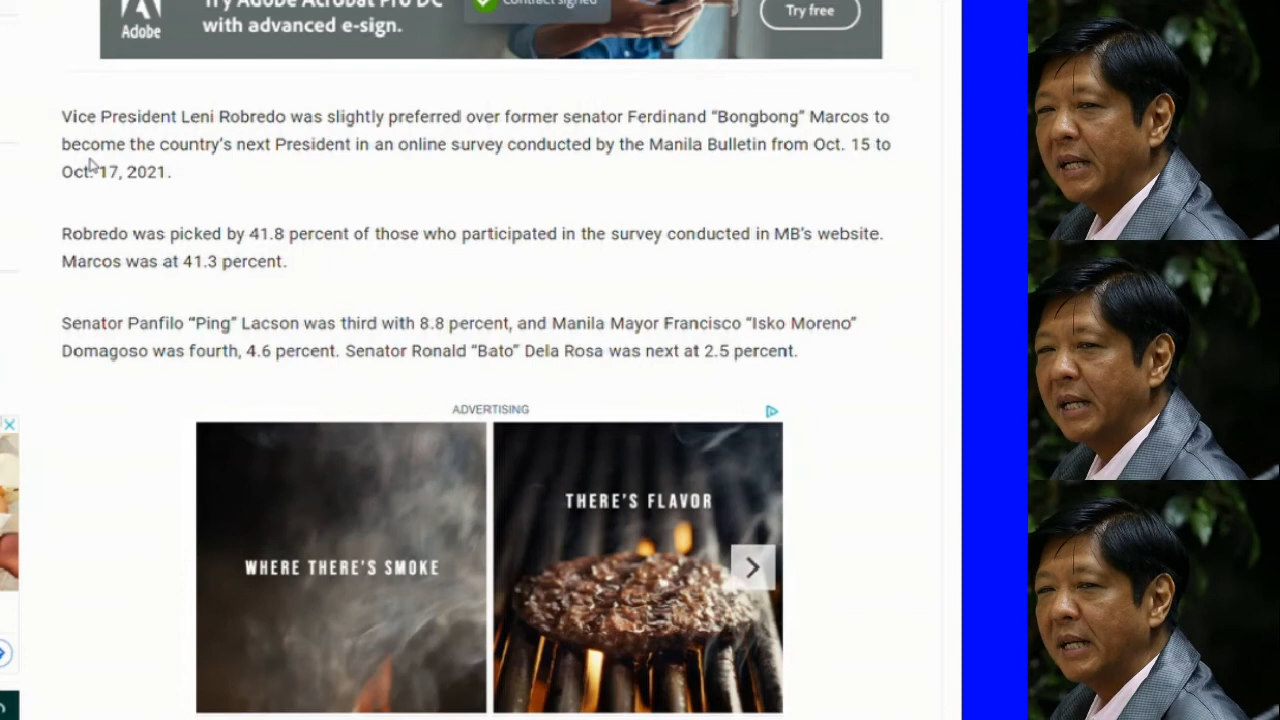 Try Adobe Acrobat Pro DC
with advanced e-sign.
Adobe
Contract signed
Try free
Vice President Leni Robredo was slightly preferred over former senator Ferdinand “Bongbong” Marcos to
become the country’s next President in an online survey conducted by the Manila Bulletin from Oct. 15 to
Oct. 17, 2021.
Robredo was picked by 41.8 percent of those who participated in the survey conducted in MB’s website.
Marcos was at 41.3 percent.
Senator Panfilo “Ping” Lacson was third with 8.8 percent, and Manila Mayor Francisco “Isko Moreno”
Domagoso was fourth, 4.6 percent. Senator Ronald “Bato” Dela Rosa was next at 2.5 percent.
ADVERTISING
WHERE THERE'S SMOKE
THERE'S FLAVOR